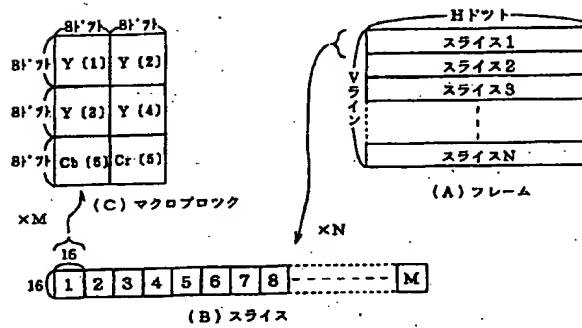 8ドット 8ドット
8ドット Y (1) Y (2)
8ドット Y (3) Y (4)
8ドット Cb (5) Cr (5)
(C) マクロブロック
×M
Hドット
Vライン
スライス1
スライス2
スライス3
スライスN
(A) フレーム
×N
16
16 1 2 3 4 5 6 7 8 M
(B) スライス